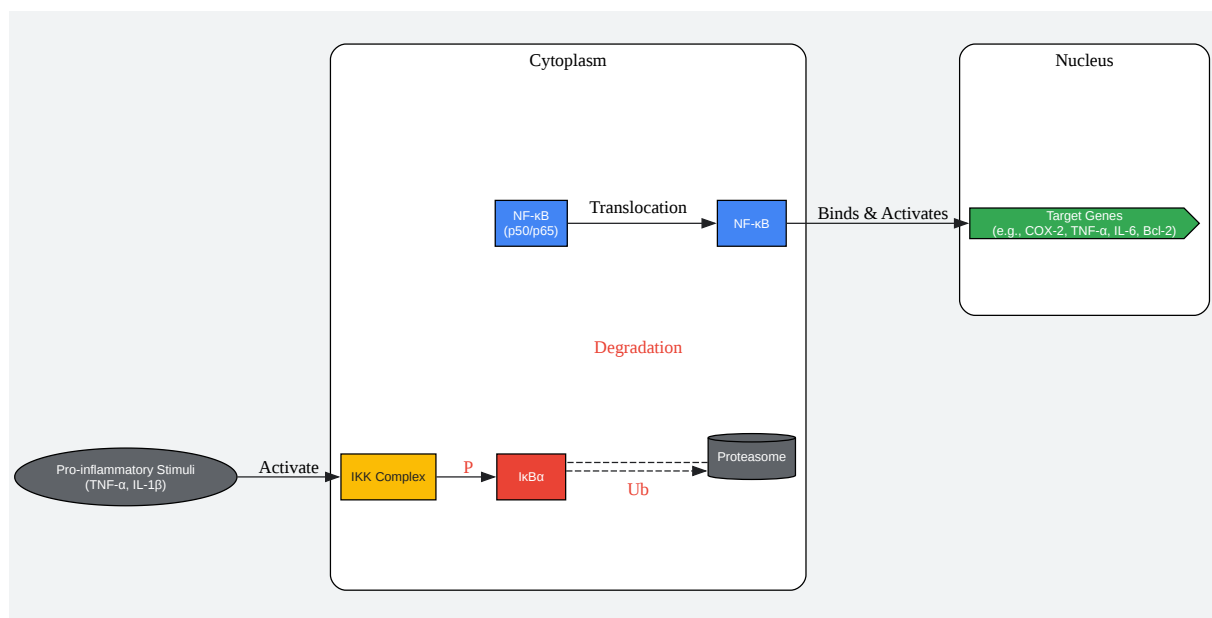 Cytoplasm
Nucleus
NF-κB
(p50/p65)
Translocation
NF-κB
Binds & Activates
Target Genes
(e.g., COX-2, TNF-α, IL-6, Bcl-2)
Degradation
Pro-inflammatory Stimuli
(TNF-α, IL-1β)
Activate
IKK Complex
P
IκBα
Ub
Proteasome